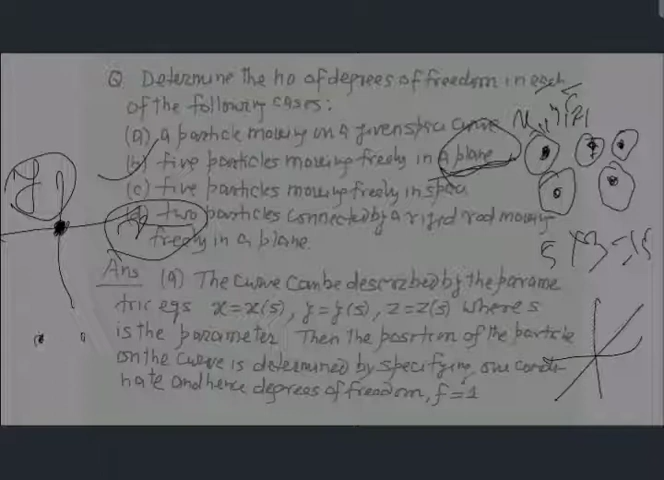 Q. Determine the no of degrees of freedom in each
of the following cases:
(a) a particle moving on a given space curve
(b) five particles moving freely in a plane
(c) five particles moving freely in space
(d) two particles connected by a rigid rod moving
freely in a plane.
Ans (a) The curve can be described by the parame
tric eqs x=x(s), y=y(s), z=z(s) where s
is the parameter. Then the position of the particle
on the curve is determined by specifying one coordi-
nate and hence degrees of freedom, f=1